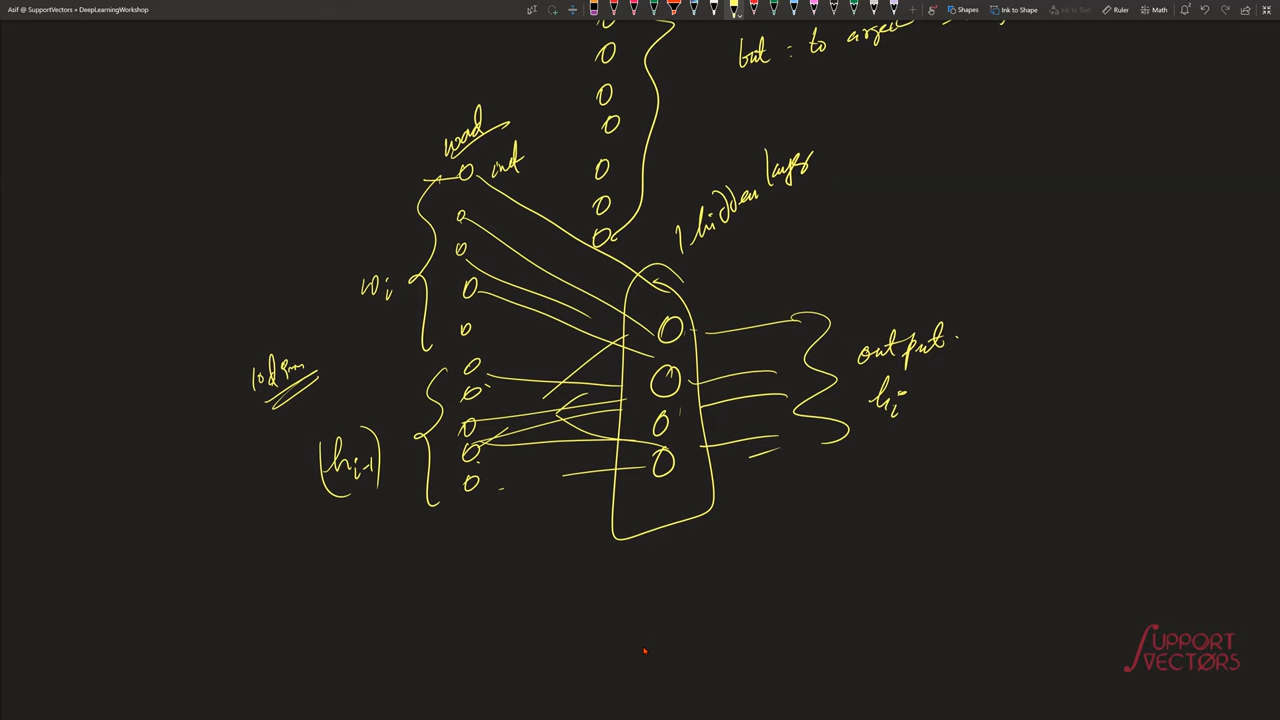 Asif @ SupportVectors » DeepLearningWorkshop
Shapes
Ink to Shape
Ink to Text
Ruler
Math
but : to
word
1 hidden layer
wi
output.
hi
(hi-1)
SUPPORT
VECTORS